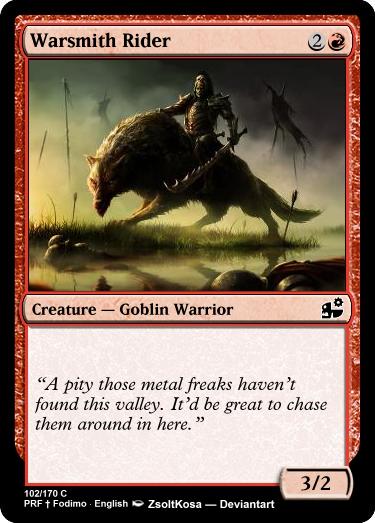 Warsmith Rider 2
Creature — Goblin Warrior
“A pity those metal freaks haven’t
found this valley. It’d be great to chase
them around in here.”
3/2
102/170 C
PRF † Fodimo · English ZsoltKosa — Deviantart